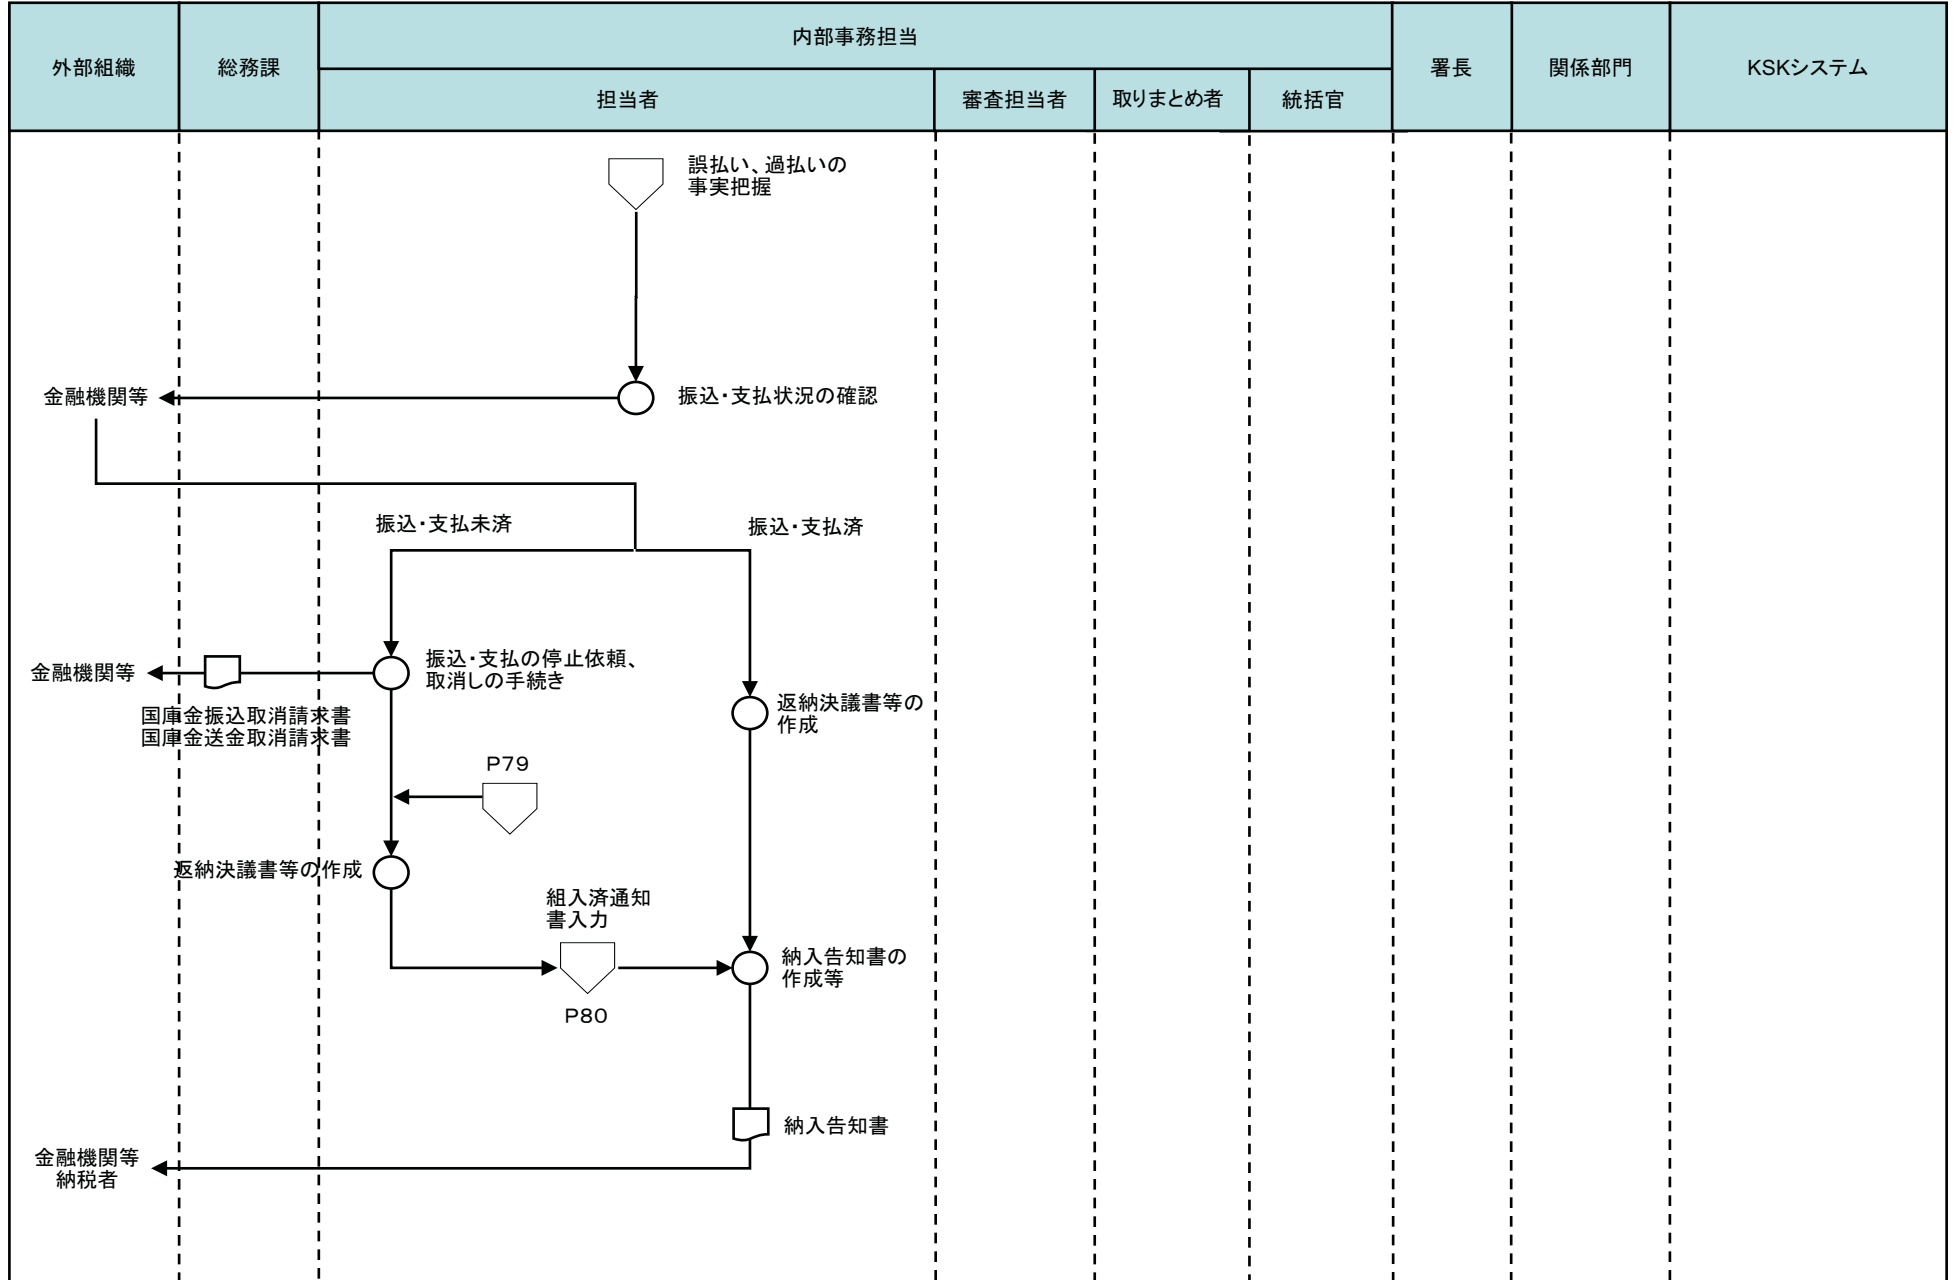 外部組織
総務課
内部事務担当
担当者
審査担当者
取りまとめ者
統括官
署長
関係部門
KSKシステム
誤払い、過払いの
事実把握
金融機関等
振込・支払状況の確認
振込・支払未済
振込・支払済
金融機関等
振込・支払の停止依頼、
取消しの手続き
国庫金振込取消請求書
国庫金送金取消請求書
返納決議書等の
作成
P79
返納決議書等の作成
組入済通知
書入力
P80
納入告知書の
作成等
納入告知書
金融機関等
納税者